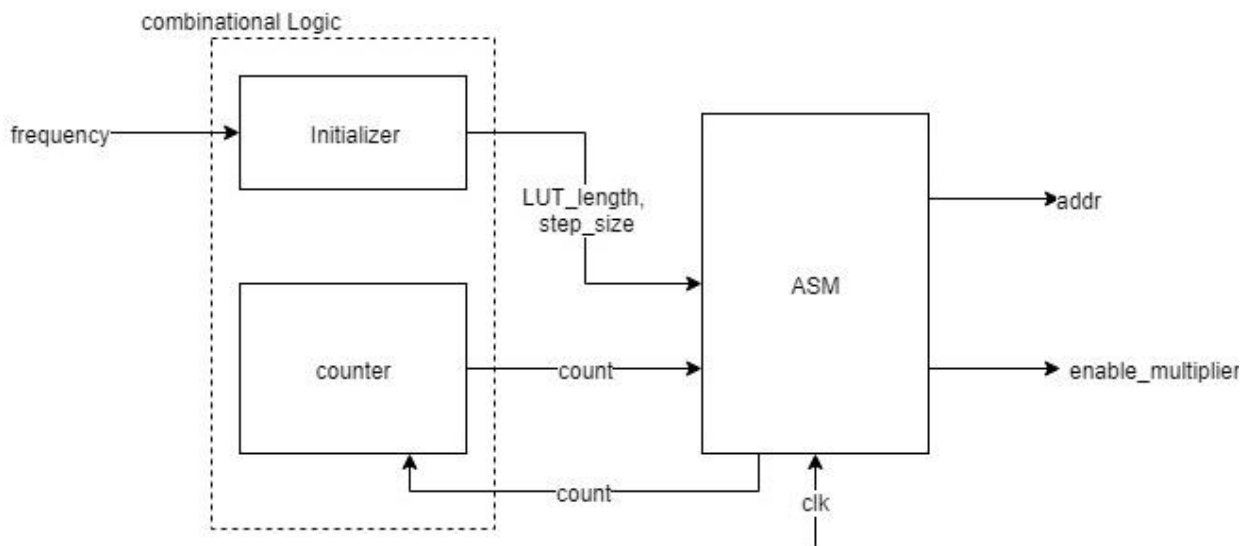 combinational Logic
frequency
Initializer
LUT_length,
step_size
addr
ASM
counter
count
enable_multiplier
count
clk